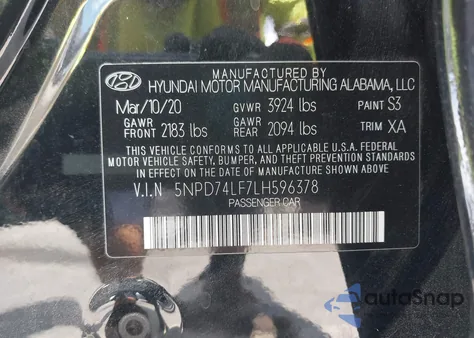 MANUFACTURED BY
HYUNDAI MOTOR MANUFACTURING ALABAMA, LLC
Mar/10/20 GVWR 3924 lbs PAINT S3
GAWR FRONT 2183 lbs GAWR REAR 2094 lbs TRIM XA
THIS VEHICLE CONFORMS TO ALL APPLICABLE U.S.A. FEDERAL
MOTOR VEHICLE SAFETY, BUMPER, AND THEFT PREVENTION STANDARDS
IN EFFECT ON THE DATE OF MANUFACTURE SHOWN ABOVE.
V.I.N 5NPD74LF7LH596378
PASSENGER CAR
autoSnap